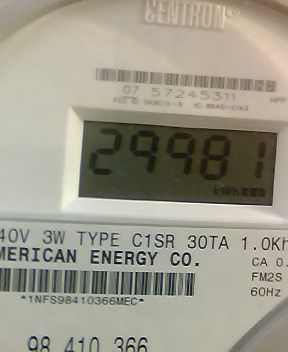 CENTRON®
07 57245311
29981
kWh
40V 3W TYPE C1SR 30TA 1.0Kh
MERICAN ENERGY CO.
CA 0.
FM2S
60Hz
*1NFS98410366MEC*
98 410 366